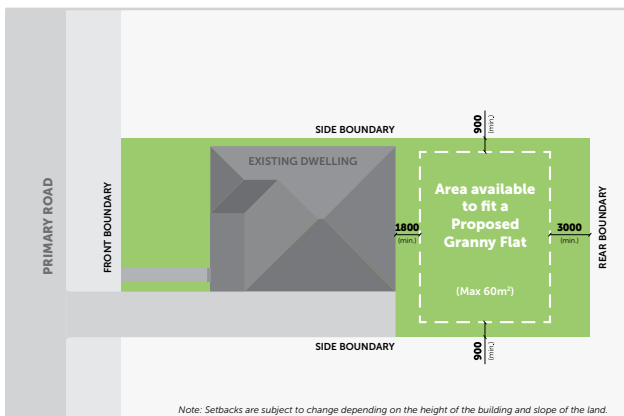 PRIMARY ROAD
FRONT BOUNDARY
SIDE BOUNDARY
EXISTING DWELLING
900
(min.)
Area available
to fit a
Proposed
Granny Flat
(Max 60m²)
1800
(min.)
3000
(min.)
REAR BOUNDARY
SIDE BOUNDARY
900
(min.)
Note: Setbacks are subject to change depending on the height of the building and slope of the land.